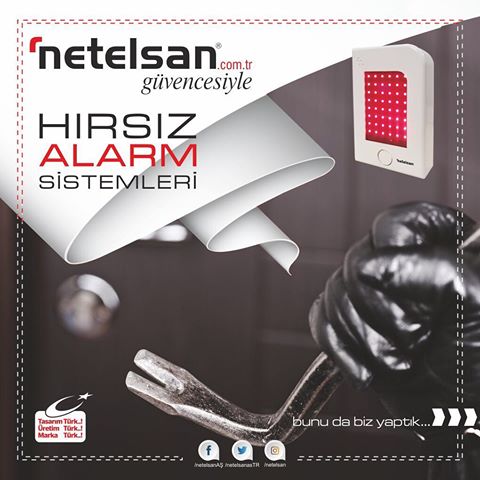 netelsan®
.com.tr
güvencesiyle
HIRSIZ
ALARM
SİSTEMLERİ
netelsan
Tasarım Türk..!
Üretim Türk..!
Marka Türk..!
bunu da biz yaptık...
/netelsanAŞ /netelsanasTR /netelsan